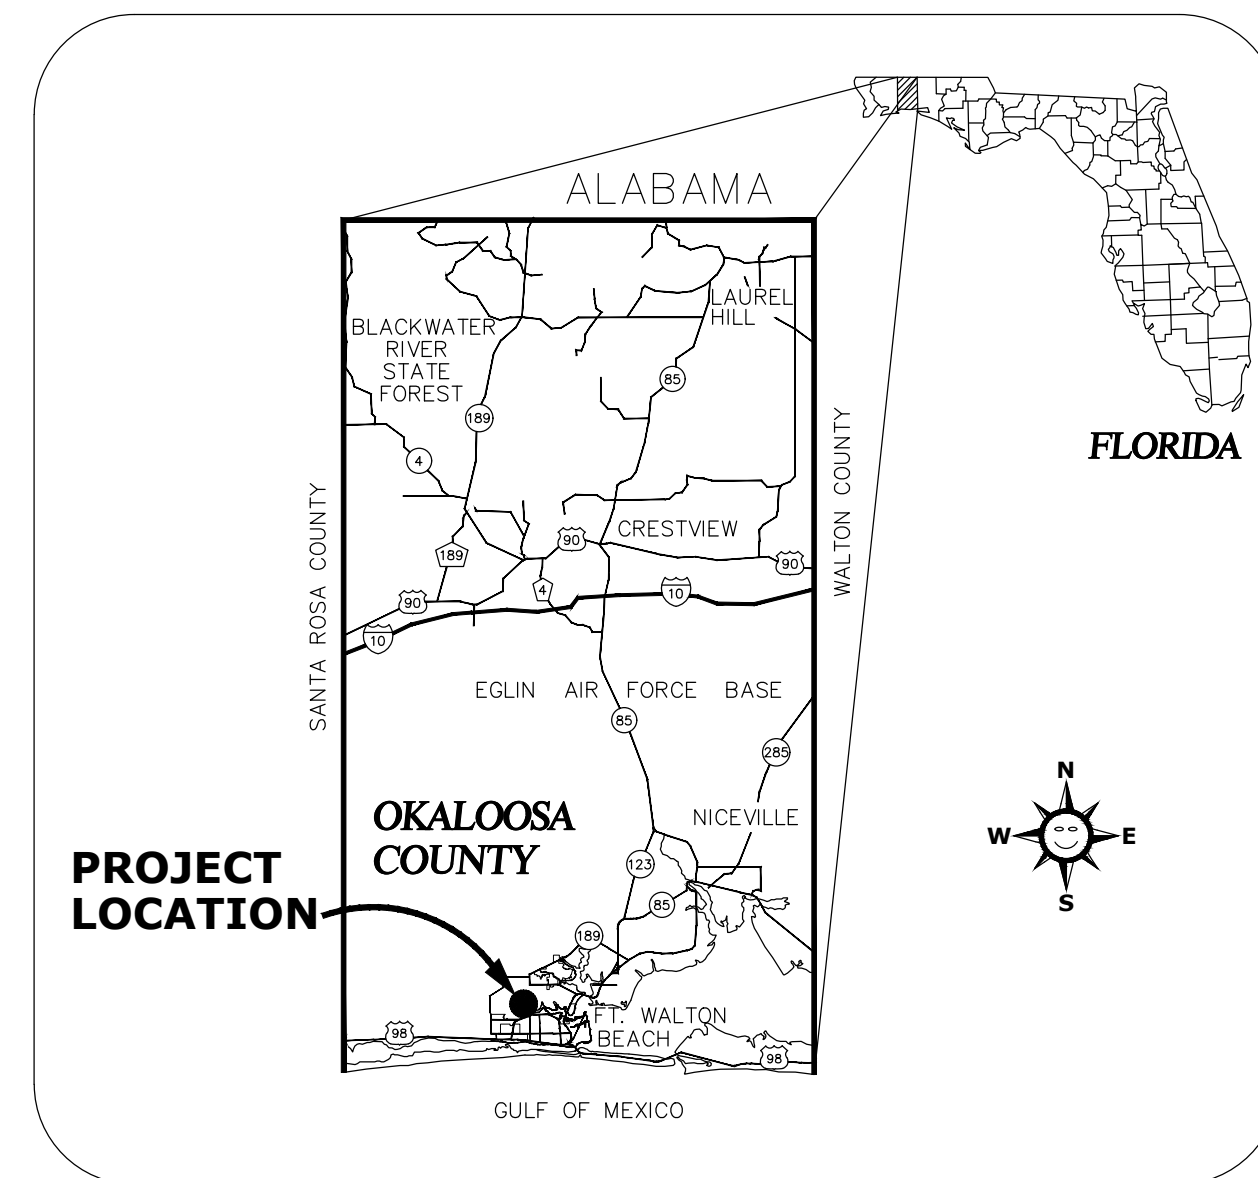 ALABAMA
LAUREL
HILL
BLACKWATER
RIVER
STATE
FOREST
85
189
4
FLORIDA
SANTA ROSA COUNTY
WALTON COUNTY
CRESTVIEW
90
189
90
4
90
10
10
EGLIN AIR FORCE BASE
85
285
OKALOOSA
COUNTY
NICEVILLE
N
W
E
S
PROJECT
LOCATION
123
85
189
FT. WALTON
BEACH
98
98
GULF OF MEXICO